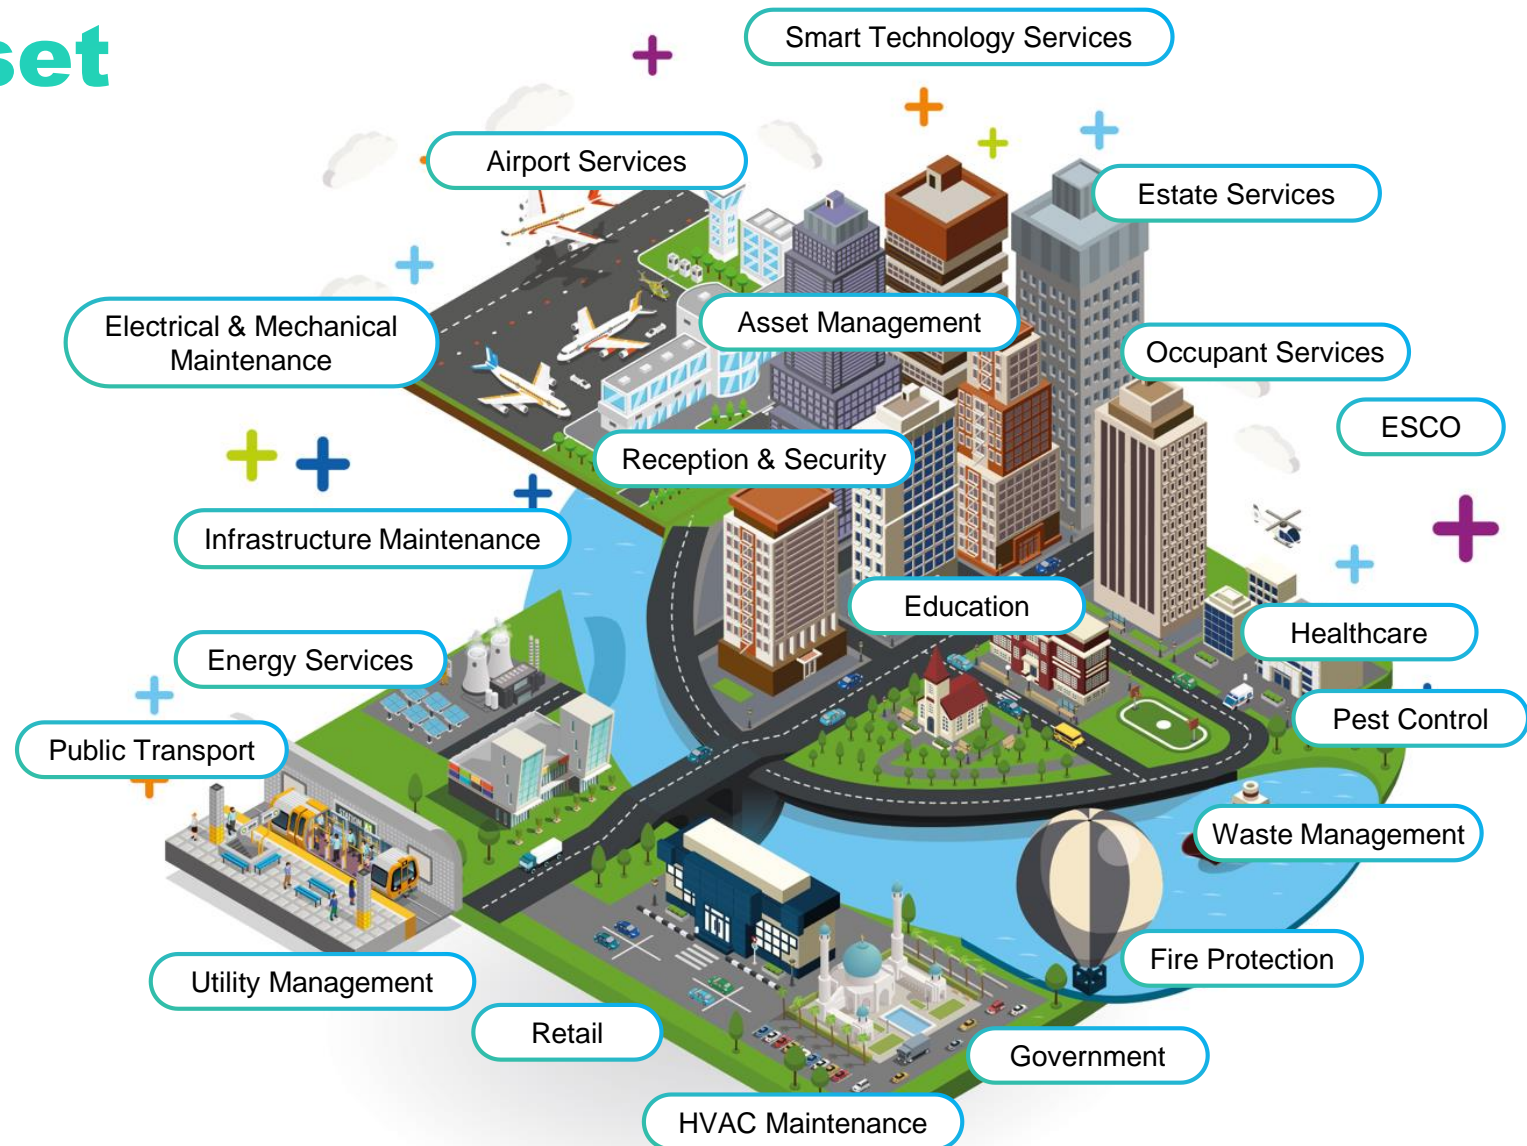 set
Smart Technology Services
Airport Services
Estate Services
Electrical & Mechanical
Maintenance
Asset Management
Occupant Services
ESCO
Reception & Security
Infrastructure Maintenance
Education
Healthcare
Energy Services
Pest Control
Public Transport
STATION
Waste Management
Fire Protection
Utility Management
Retail
Government
HVAC Maintenance